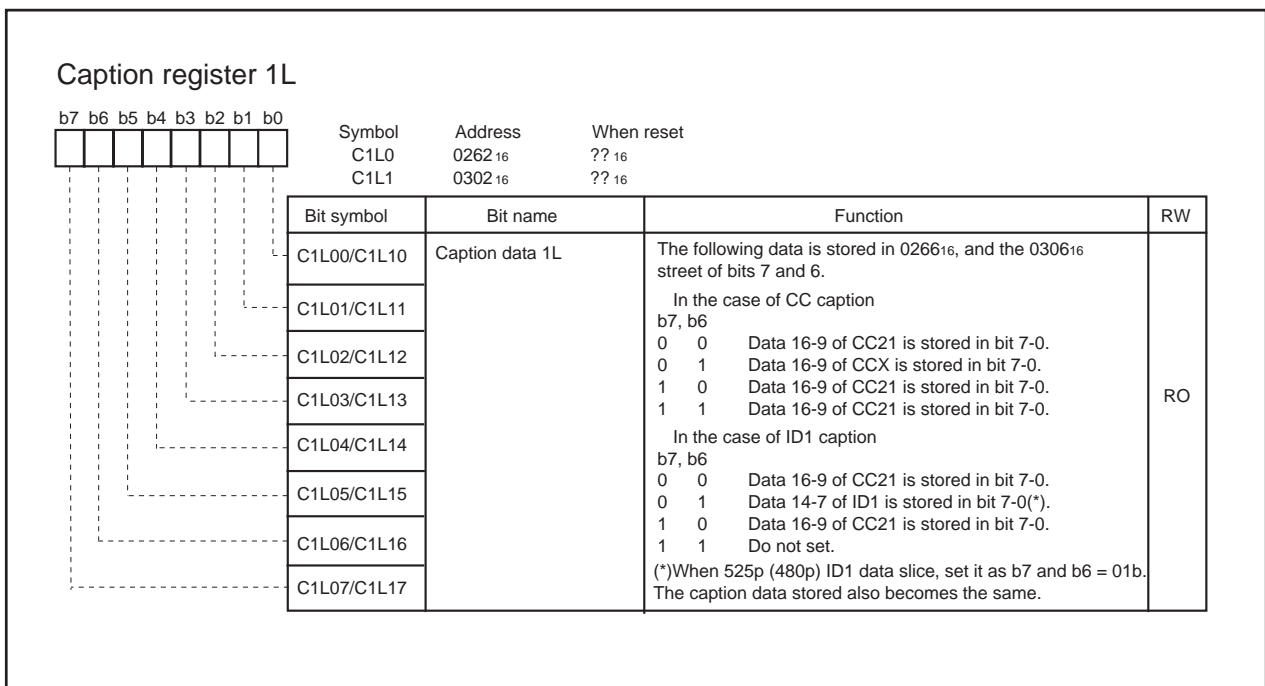 Caption register 1L
b7 b6 b5 b4 b3 b2 b1 b0
Symbol Address When reset
C1L0 0262 16 ?? 16
C1L1 0302 16 ?? 16
Bit symbol Bit name Function RW
C1L00/C1L10 Caption data 1L The following data is stored in 026616, and the 030616
street of bits 7 and 6.
In the case of CC caption
C1L01/C1L11
b7, b6
0 0 Data 16-9 of CC21 is stored in bit 7-0.
C1L02/C1L12
0 1 Data 16-9 of CCX is stored in bit 7-0.
1 0 Data 16-9 of CC21 is stored in bit 7-0.
C1L03/C1L13 RO
1 1 Data 16-9 of CC21 is stored in bit 7-0.
In the case of ID1 caption
C1L04/C1L14
b7, b6
0 0 Data 16-9 of CC21 is stored in bit 7-0.
C1L05/C1L15
0 1 Data 14-7 of ID1 is stored in bit 7-0(*).
1 0 Data 16-9 of CC21 is stored in bit 7-0.
C1L06/C1L16
1 1 Do not set.
(*)When 525p (480p) ID1 data slice, set it as b7 and b6 = 01b.
C1L07/C1L17
The caption data stored also becomes the same.